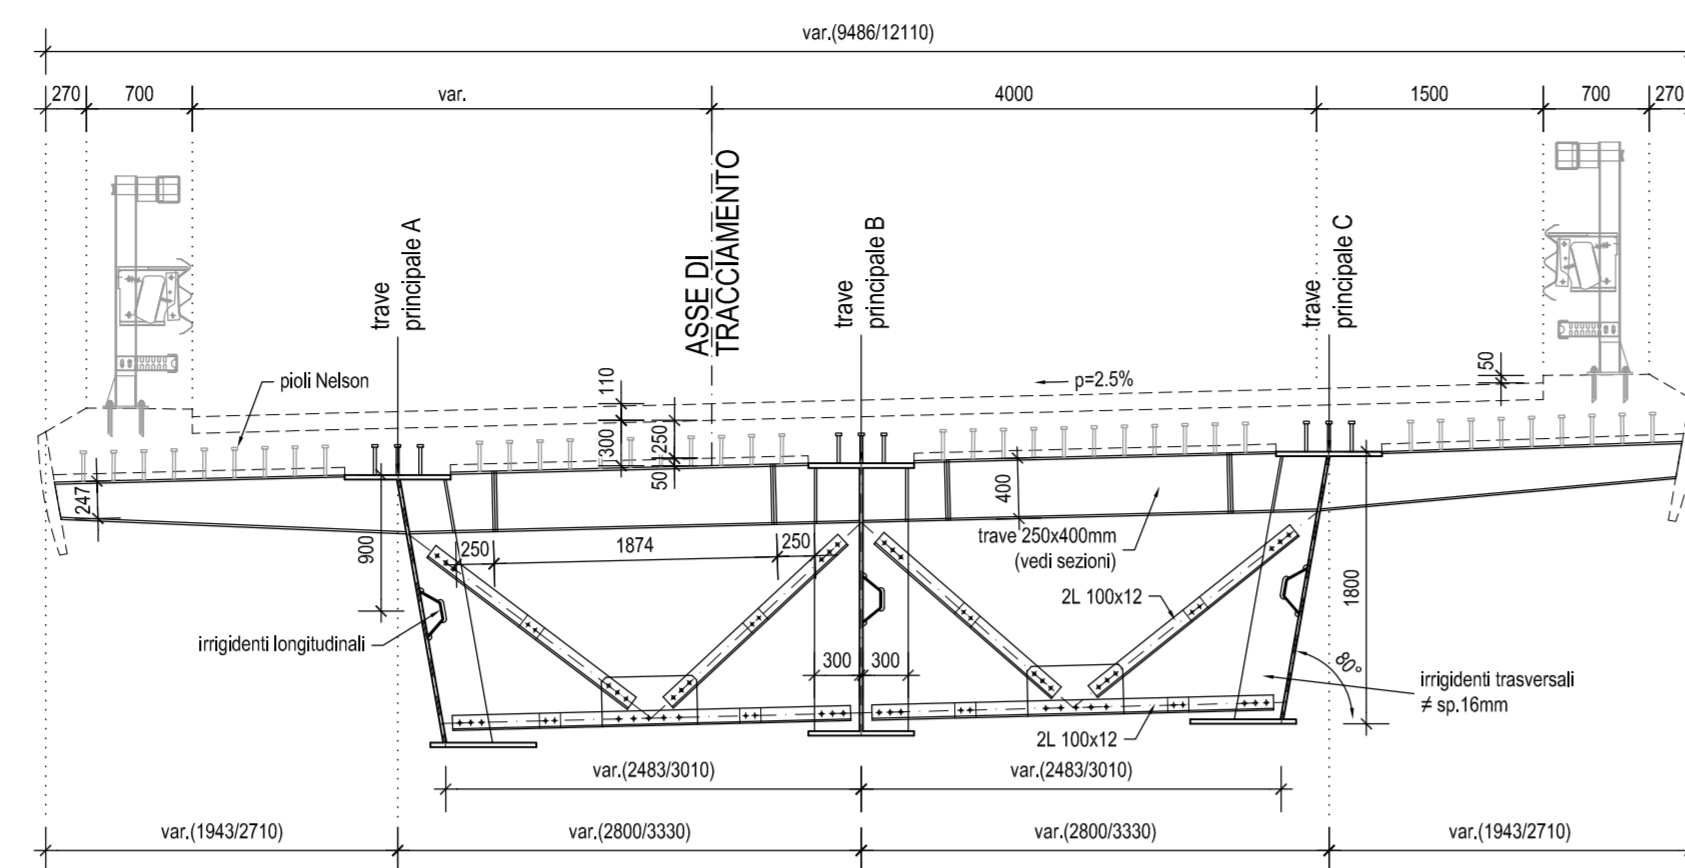 var.(9486/12110)
270
700
var.
4000
1500
700
270
ASSE DI
TRACCIAMENTO
trave
principale A
trave
principale B
trave
principale C
pioli Nelson
110
300
250
50
p=2.5%
50
247
900
400
250
1874
250
trave 250x400mm
(vedi sezioni)
2L 100x12
1800
irrigidenti longitudinali
300
300
80°
irrigidenti trasversali
≠ sp.16mm
2L 100x12
var.(2483/3010)
var.(2483/3010)
var.(1943/2710)
var.(2800/3330)
var.(2800/3330)
var.(1943/2710)